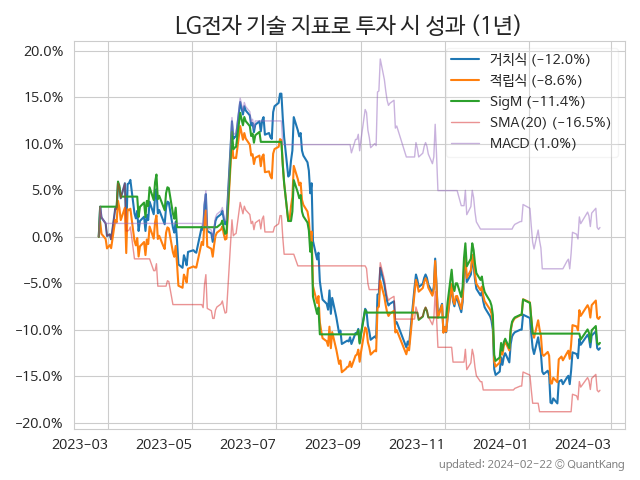 LG전자 기술 지표로 투자 시 성과 (1년)
20.0%
15.0%
10.0%
5.0%
0.0%
−5.0%
−10.0%
−15.0%
−20.0%
거치식 (−12.0%)
적립식 (−8.6%)
SigM (−11.4%)
SMA(20) (−16.5%)
MACD (1.0%)
2023-03 2023-05 2023-07 2023-09 2023-11 2024-01 2024-03
updated: 2024-02-22 ⓒ QuantKang